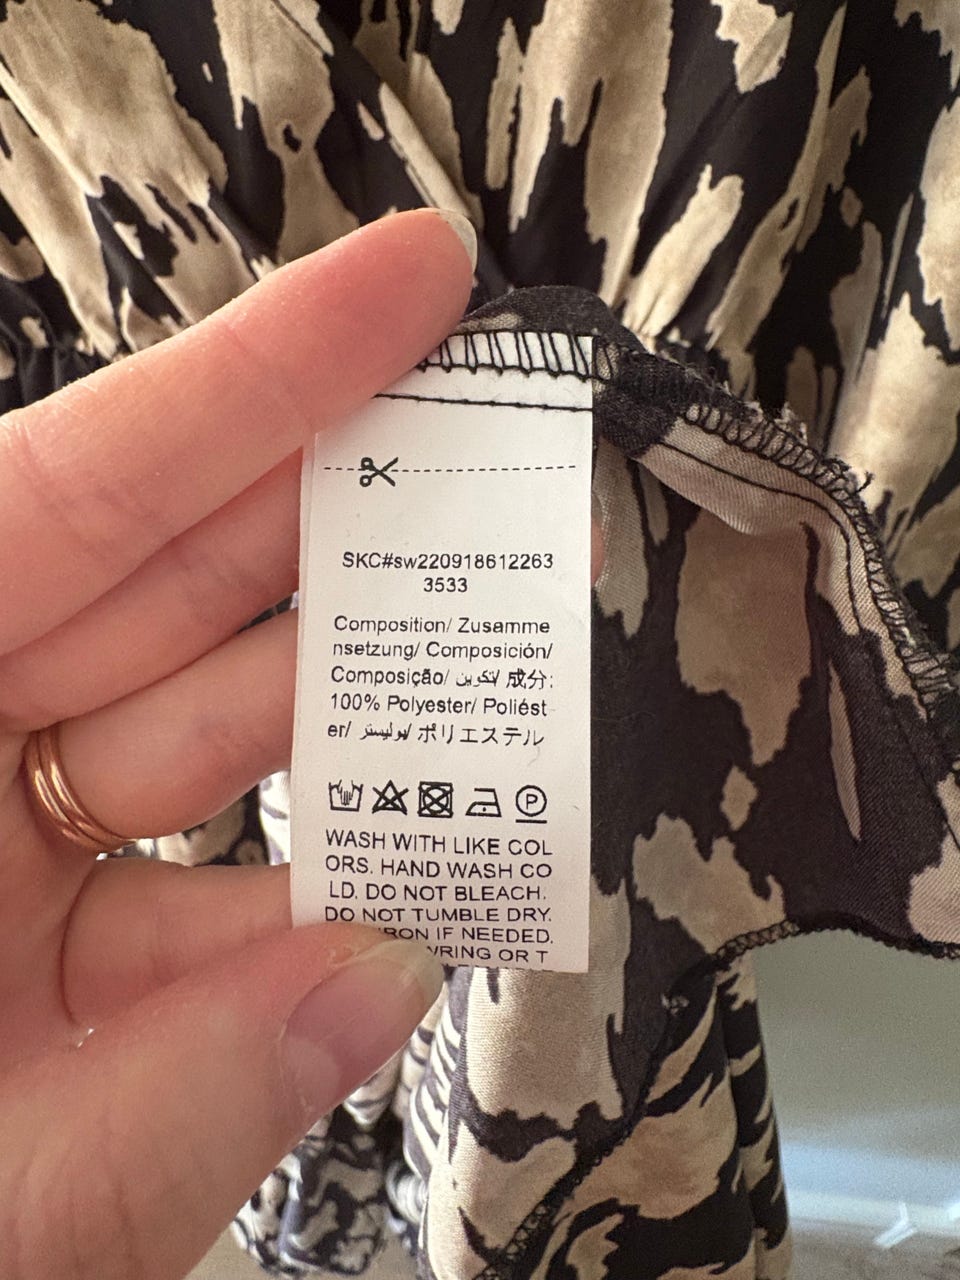 SKC#sw220918612263
3533
Composition/ Zusamme
nsetzung/ Composición/
Composição/ تكوين/ 成分:
100% Polyester/ Poliést
er/ بوليستر/ ポリエステル
P
WASH WITH LIKE COL
ORS. HAND WASH CO
LD. DO NOT BLEACH.
DO NOT TUMBLE DRY.
IRON IF NEEDED.
WRING OR T